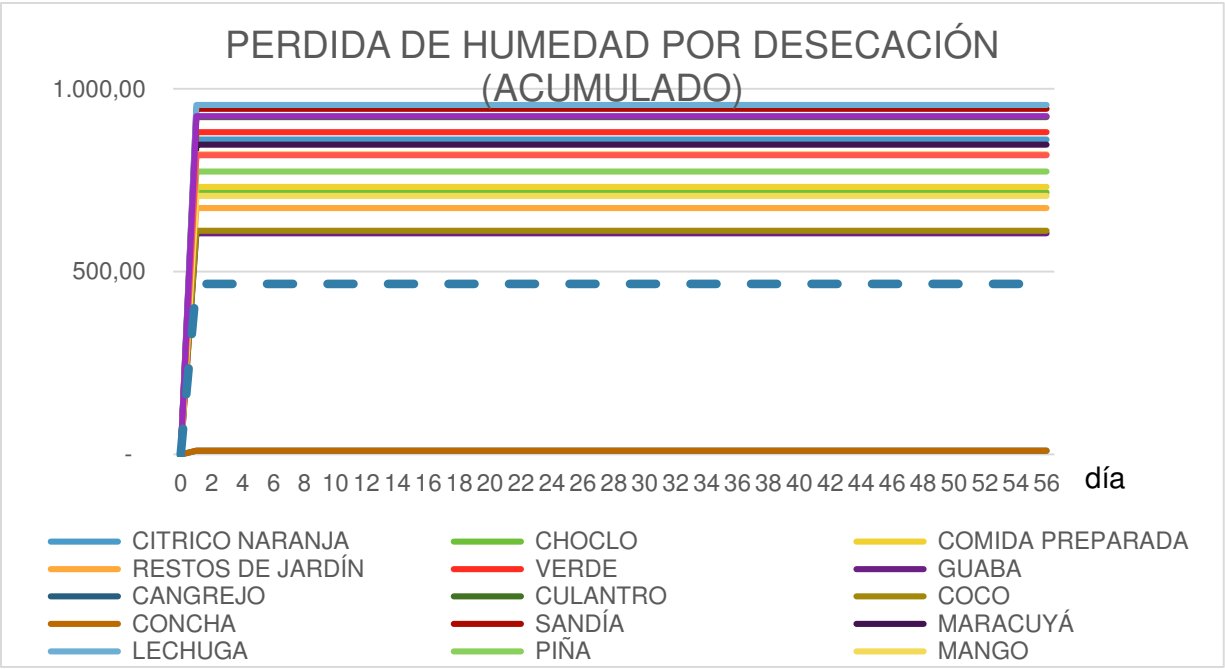 PERDIDA DE HUMEDAD POR DESECACIÓN
(ACUMULADO)
1.000,00
500,00
-
0 2 4 6 8 10 12 14 16 18 20 22 24 26 28 30 32 34 36 38 40 42 44 46 48 50 52 54 56 día
CITRICO NARANJA CHOCLO COMIDA PREPARADA
RESTOS DE JARDÍN VERDE GUABA
CANGREJO CULANTRO COCO
CONCHA SANDÍA MARACUYÁ
LECHUGA PIÑA MANGO